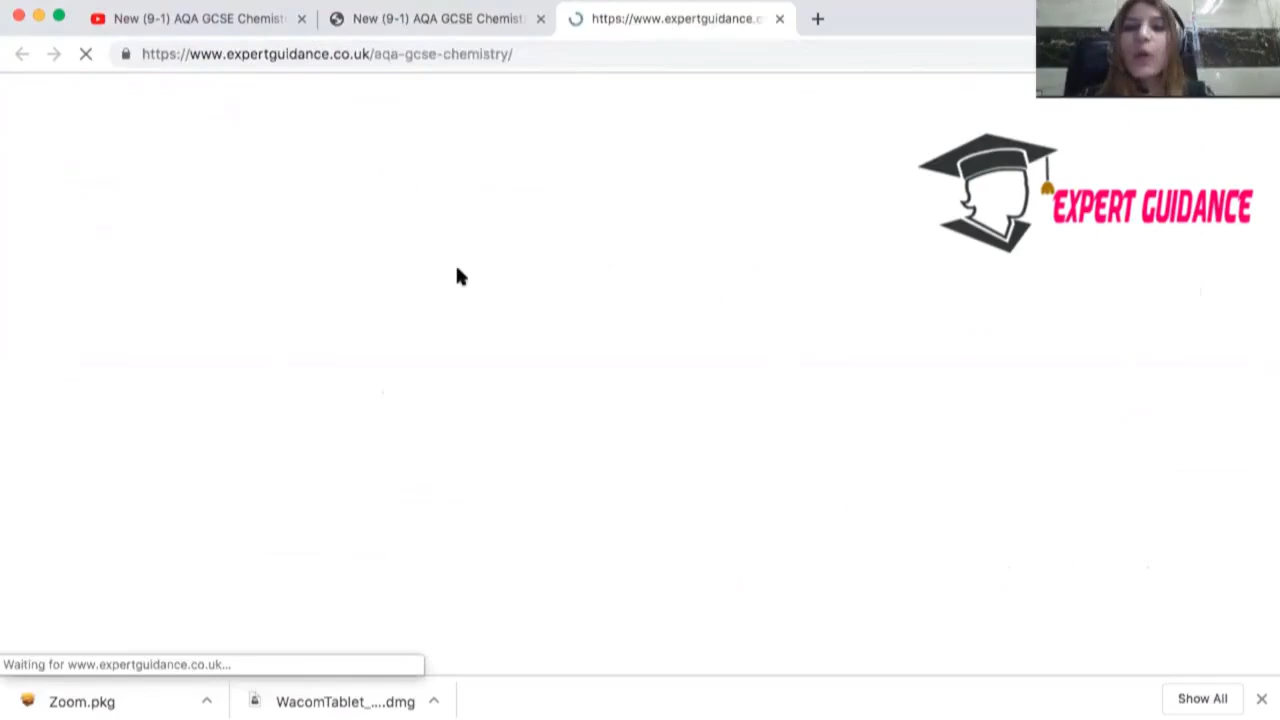 New (9-1) AQA GCSE Chemist
New (9-1) AQA GCSE Chemist
https://www.expertguidance.c
https://www.expertguidance.co.uk/aqa-gcse-chemistry/
EXPERT GUIDANCE
Waiting for www.expertguidance.co.uk...
Zoom.pkg
WacomTablet_....dmg
Show All